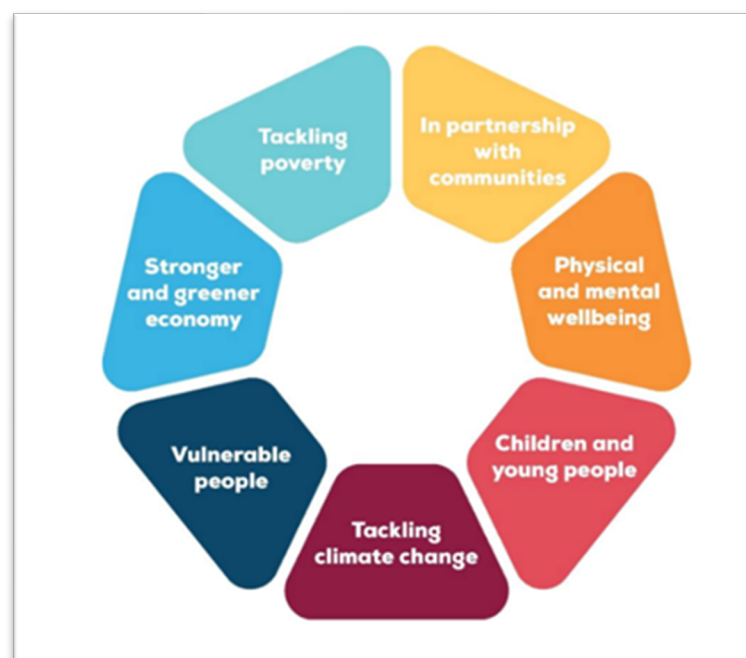 Tackling
poverty
In partnership
with
communities
Physical
and mental
wellbeing
Children and
young people
Tackling
climate change
Vulnerable
people
Stronger
and greener
economy